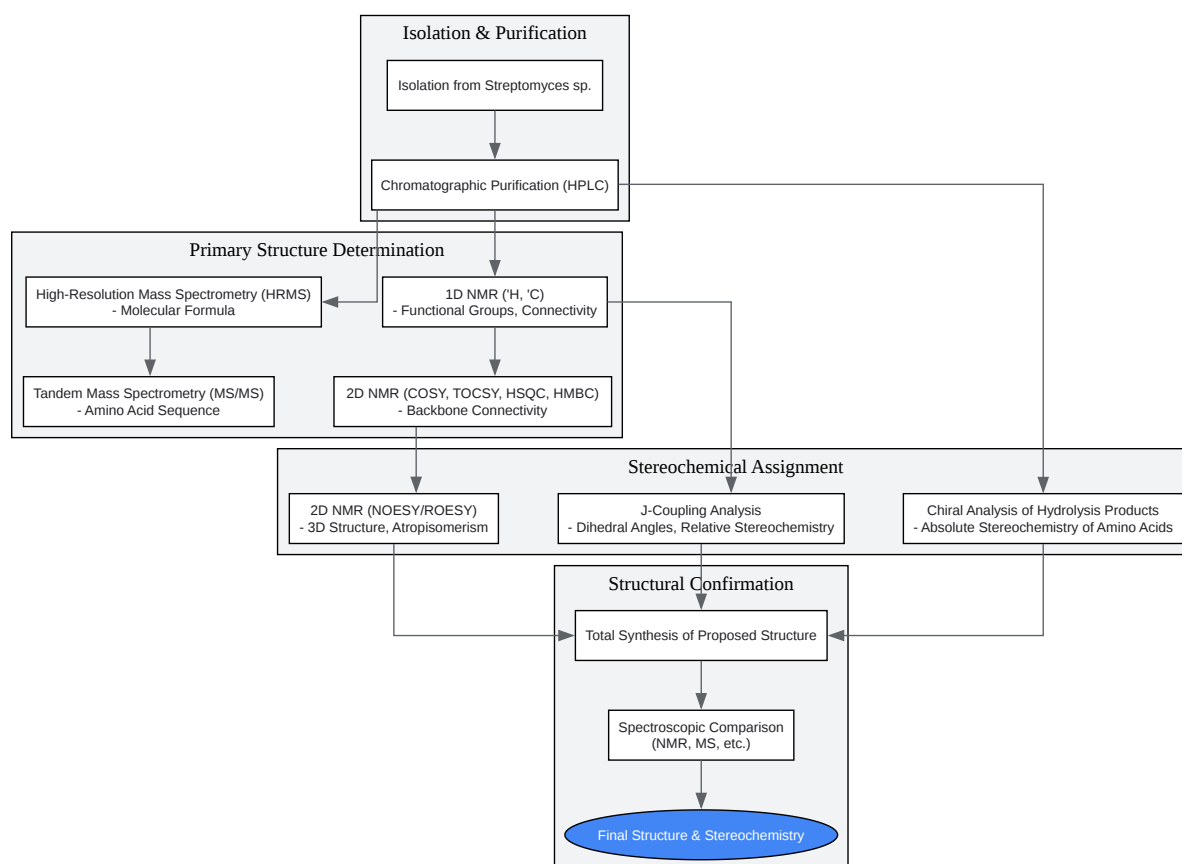 Isolation & Purification
Isolation from Streptomyces sp.
Chromatographic Purification (HPLC)
Primary Structure Determination
High-Resolution Mass Spectrometry (HRMS)
- Molecular Formula
1D NMR ('H, 'C)
- Functional Groups, Connectivity
Tandem Mass Spectrometry (MS/MS)
- Amino Acid Sequence
2D NMR (COSY, TOCSY, HSQC, HMBC)
- Backbone Connectivity
Stereochemical Assignment
2D NMR (NOESY/ROESY)
- 3D Structure, Atropisomerism
J-Coupling Analysis
- Dihedral Angles, Relative Stereochemistry
Chiral Analysis of Hydrolysis Products
- Absolute Stereochemistry of Amino Acids
Structural Confirmation
Total Synthesis of Proposed Structure
Spectroscopic Comparison
(NMR, MS, etc.)
Final Structure & Stereochemistry